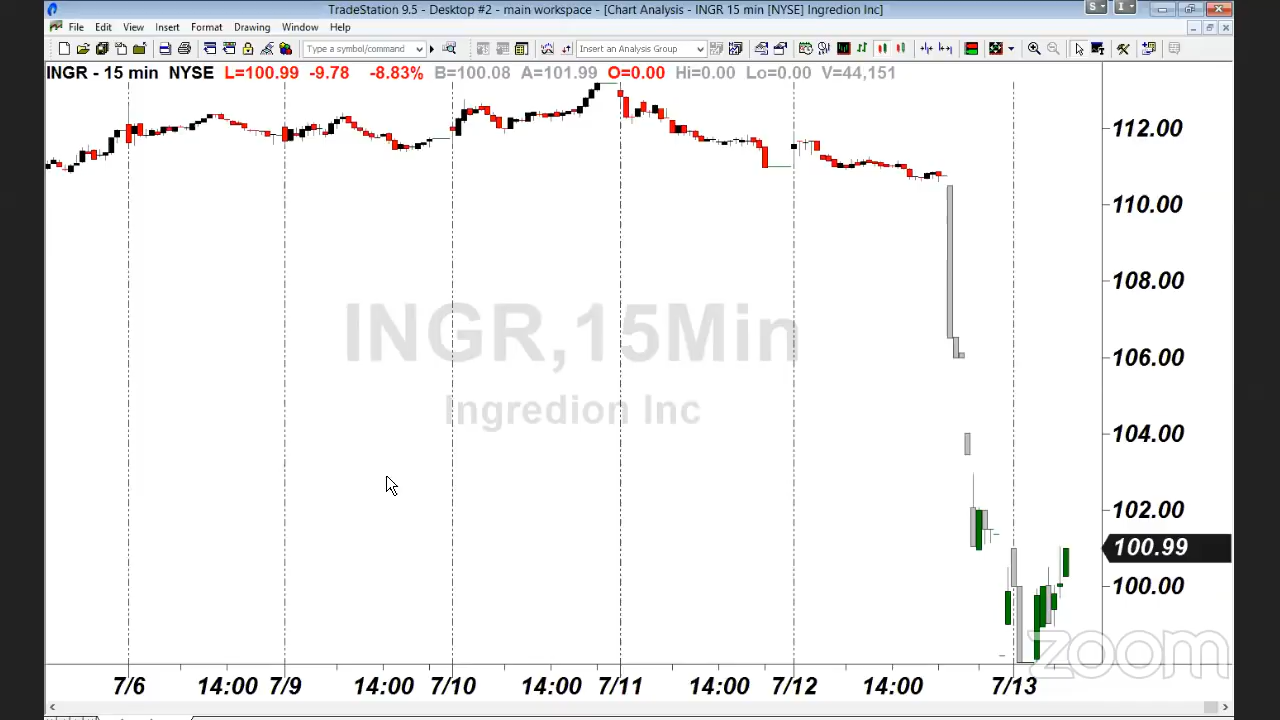 TradeStation 9.5 - Desktop #2 - main workspace - [Chart Analysis - INGR 15 min [NYSE] Ingredion Inc]
S I
File Edit View Insert Format Drawing Window Help
Type a symbol/command
Insert an Analysis Group
INGR - 15 min NYSE L=100.99 -9.78 -8.83% B=100.08 A=101.99 O=0.00 Hi=0.00 Lo=0.00 V=44,151
112.00
110.00
108.00
INGR,15Min
106.00
Ingredion Inc
104.00
102.00
100.99
100.00
zoom
7/6 14:00 7/9 14:00 7/10 14:00 7/11 14:00 7/12 14:00 7/13